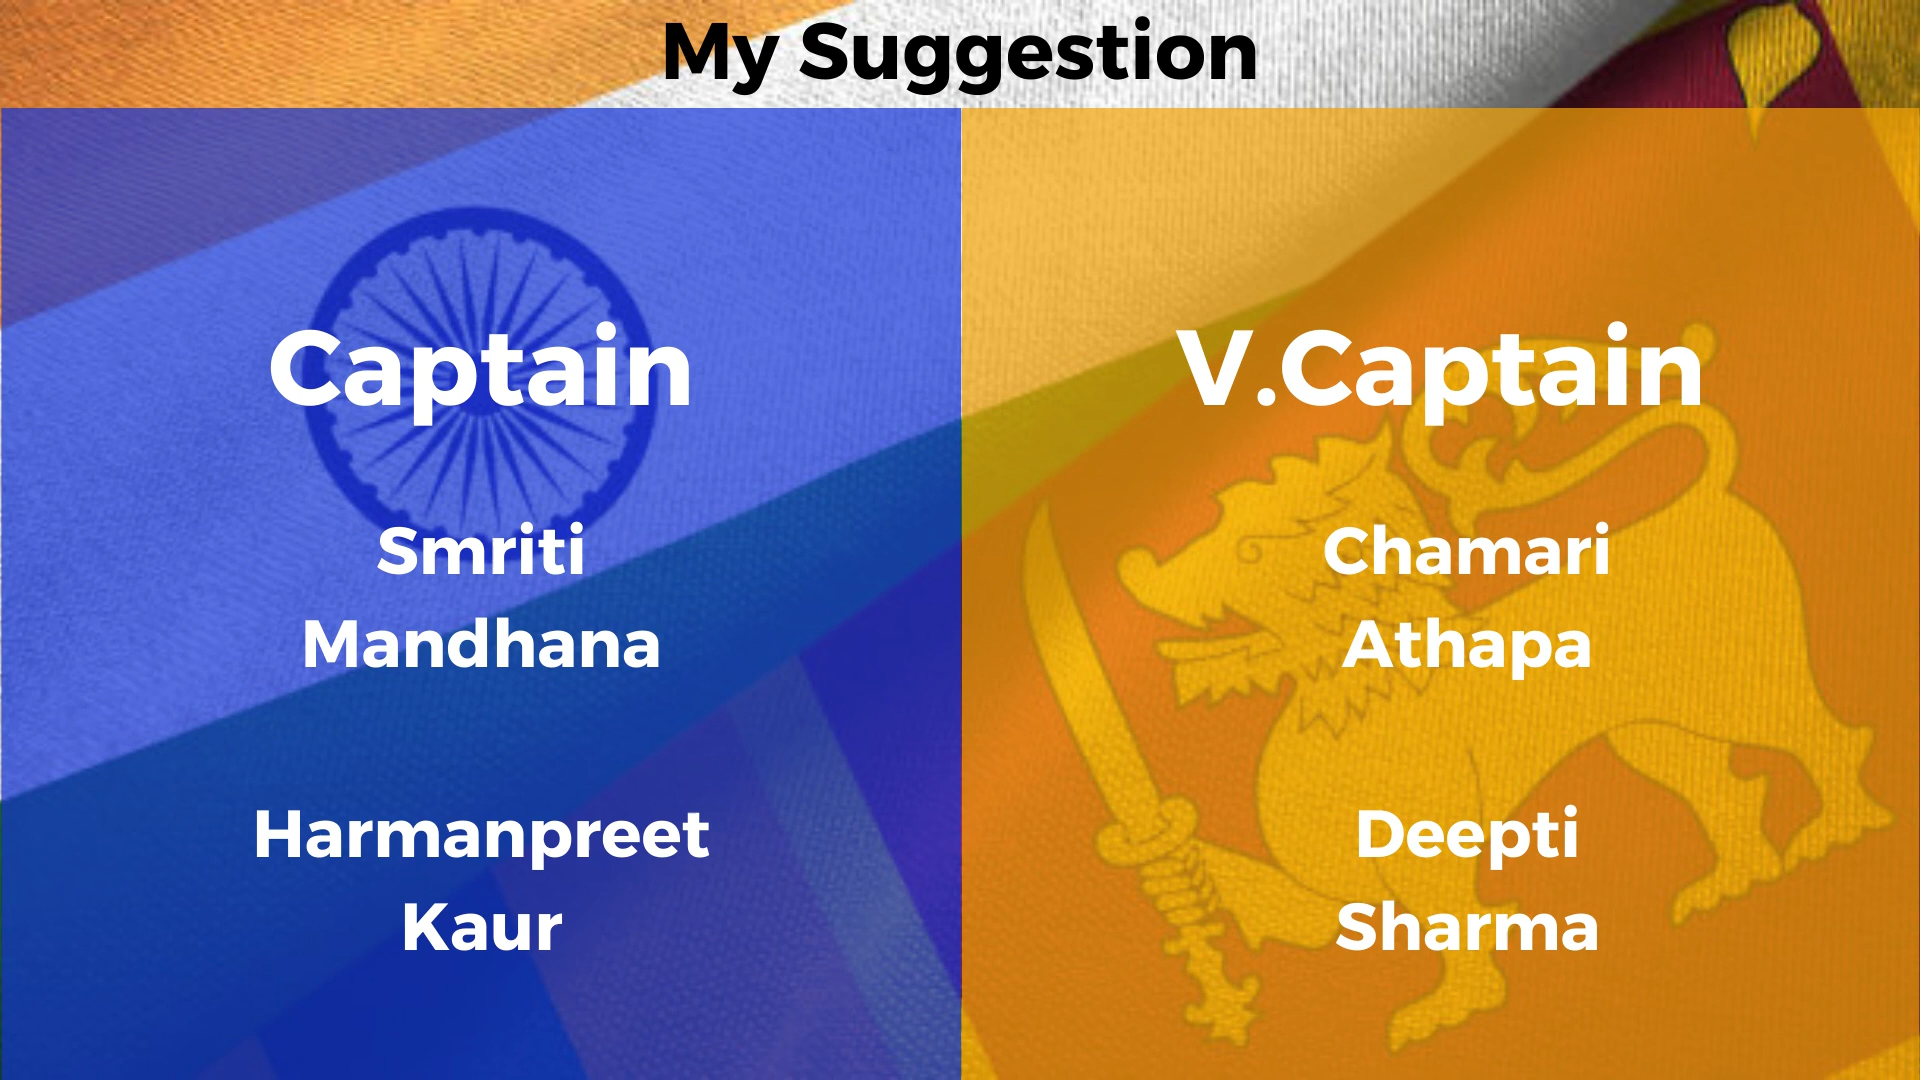 My Suggestion
Captain
Smriti
Mandhana
Harmanpreet
Kaur
V.Captain
Chamari
Athapa
Deepti
Sharma